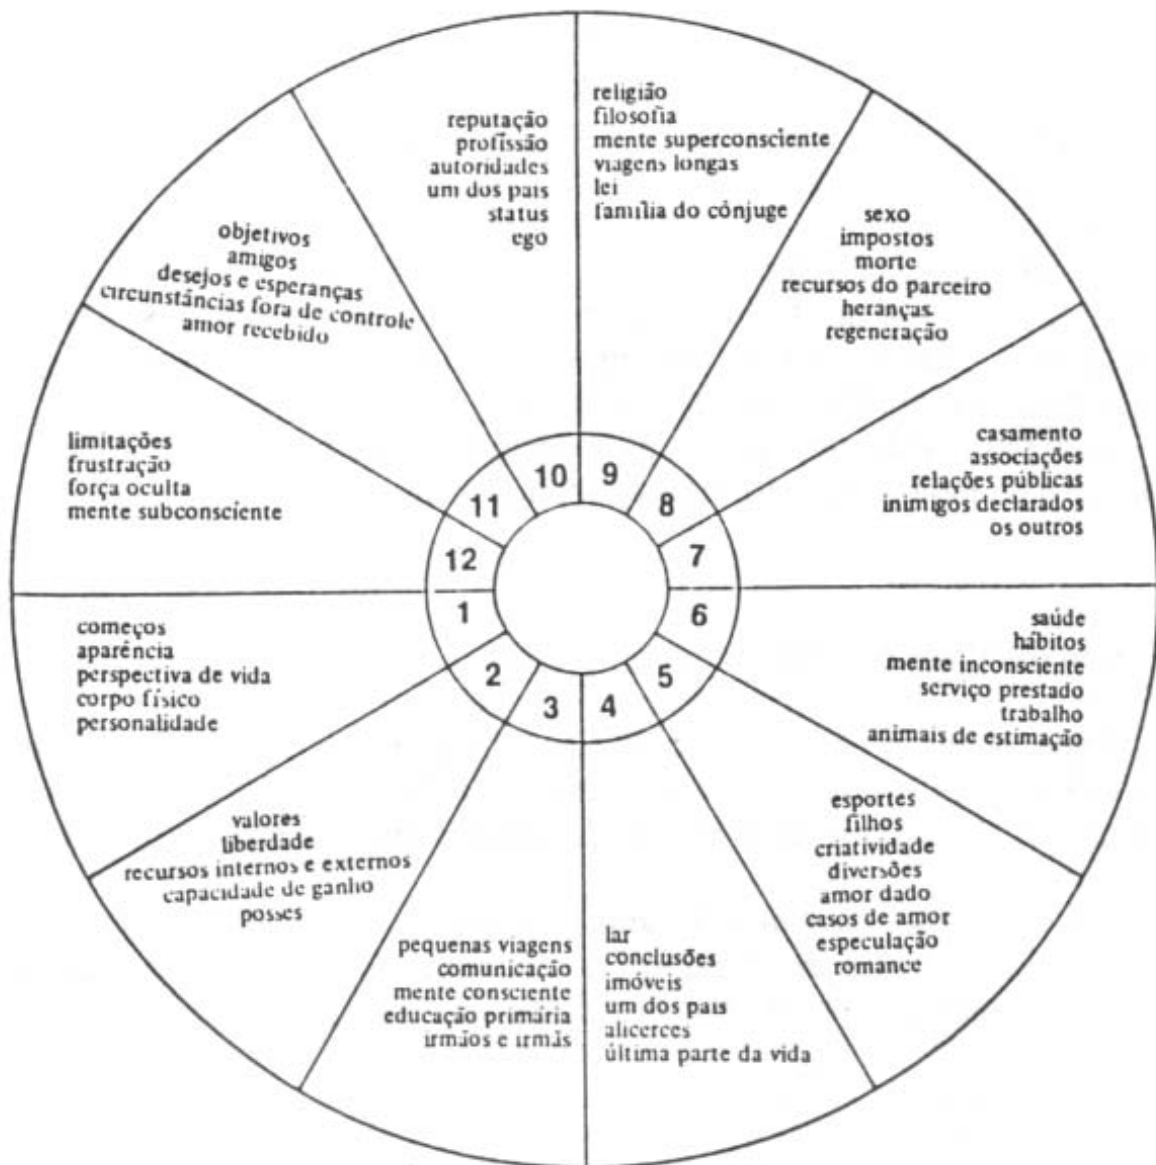 religião
filosofia
mente superconsciente
viagens longas
lei
família do cônjuge
reputação
profissão
autoridades
um dos pais
status
ego
sexo
impostos
morte
recursos do parceiro
heranças
regeneração
objetivos
amigos
desejos e esperanças
circunstâncias fora de controle
amor recebido
limitações
frustração
força oculta
mente subconsciente
casamento
associações
relações públicas
inimigos declarados
os outros
10
9
11
8
12
7
1
6
2
5
3
4
começos
aparência
perspectiva de vida
corpo físico
personalidade
saúde
hábitos
mente inconsciente
serviço prestado
trabalho
animais de estimação
valores
liberdade
recursos internos e externos
capacidade de ganho
posses
esportes
filhos
criatividade
diversões
amor dado
casos de amor
especulação
romance
pequenas viagens
comunicação
mente consciente
educação primária
irmãos e irmãs
lar
conclusões
imóveis
um dos pais
alicerces
última parte da vida